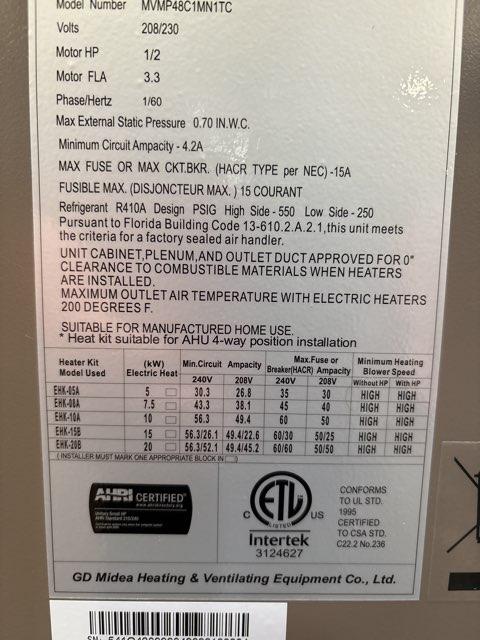 Model Number MVMP48C1MN1TC
Volts 208/230
Motor HP 1/2
Motor FLA 3.3
Phase/Hertz 1/60
Max External Static Pressure 0.70 IN.W.C.
Minimum Circuit Ampacity - 4.2A
MAX FUSE OR MAX CKT.BKR. (HACR TYPE per NEC) -15A
FUSIBLE MAX. (DISJONCTEUR MAX. ) 15 COURANT
Refrigerant R410A Design PSIG High Side - 550 Low Side - 250
Pursuant to Florida Building Code 13-610.2.A.2.1,this unit meets
the criteria for a factory sealed air handler.
UNIT CABINET,PLENUM,AND OUTLET DUCT APPROVED FOR 0"
CLEARANCE TO COMBUSTIBLE MATERIALS WHEN HEATERS
ARE INSTALLED.
MAXIMUM OUTLET AIR TEMPERATURE WITH ELECTRIC HEATERS
200 DEGREES F.
SUITABLE FOR MANUFACTURED HOME USE.
* Heat kit suitable for AHU 4-way position installation
Heater Kit (kW) Min.Circuit Ampacity Max.Fuse or Minimum Heating
Model Used Electric Heat Breaker(HACR) Ampacity Blower Speed
240V 208V 240V 208V Without HP With HP
EHK-05A 5 30.3 26.8 35 30 HIGH HIGH
EHK-08A 7.5 43.3 38.1 45 40 HIGH HIGH
EHK-10A 10 56.3 49.4 60 50 HIGH HIGH
EHK-15B 15 56.3/26.1 49.4/22.6 60/30 50/25 HIGH HIGH
EHK-20B 20 56.3/52.1 49.4/45.2 60/60 50/50 HIGH HIGH
( INSTALLER MUST MARK ONE APPROPRIATE BLOCK IN )
AHRI CERTIFIED®
www.ahridirectory.org
Unitary Small HP
AHRI Standard 210/240
C ETL US
LISTED
Intertek
3124627
CONFORMS
TO UL STD.
1995
CERTIFIED
TO CSA STD.
C22.2 No.236
GD Midea Heating & Ventilating Equipment Co., Ltd.